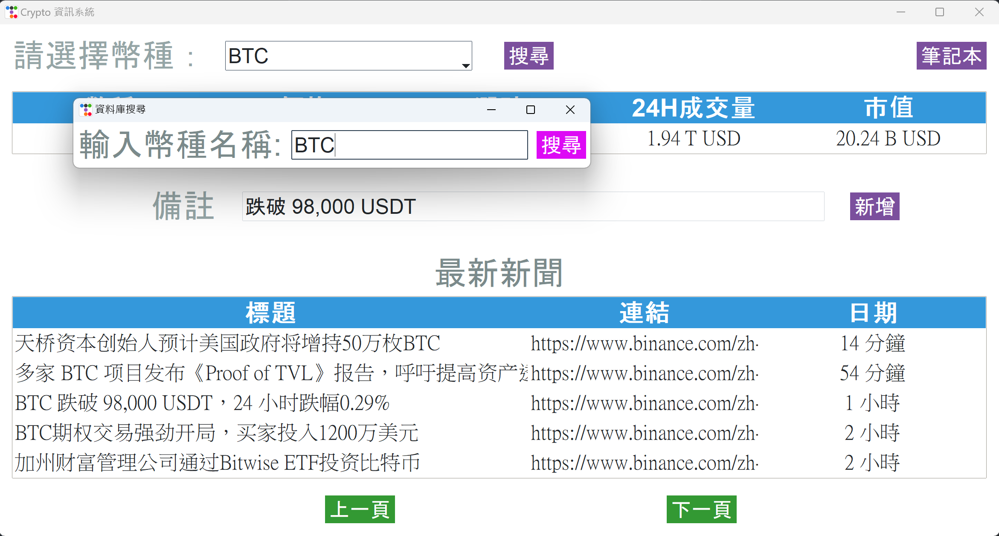 Crypto 資訊系統
請選擇幣種：
BTC
搜尋
筆記本
24H成交量
市值
1.94 T USD
20.24 B USD
資料庫搜尋
輸入幣種名稱:
BTC
搜尋
備註
跌破 98,000 USDT
新增
最新新聞
標題 連結 日期
天桥资本创始人预计美国政府将增持50万枚BTC https://www.binance.com/zh- 14 分鐘
多家 BTC 项目发布《Proof of TVL》报告，呼吁提高资产 https://www.binance.com/zh- 54 分鐘
BTC 跌破 98,000 USDT，24 小时跌幅0.29% https://www.binance.com/zh- 1 小時
BTC期权交易强劲开局，买家投入1200万美元 https://www.binance.com/zh- 2 小時
加州财富管理公司通过Bitwise ETF投资比特币 https://www.binance.com/zh- 2 小時
上一頁
下一頁